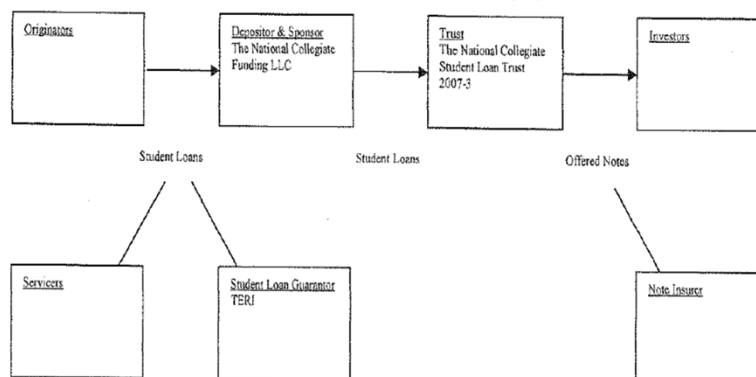 Originators
Depositor & Sponsor
The National Collegiate
Funding LLC
Trust
The National Collegiate
Student Loan Trust
2007-3
Investors
Student Loans
Student Loans
Offered Notes
Servicers
Student Loan Guarantor
TERI
Note Insurer